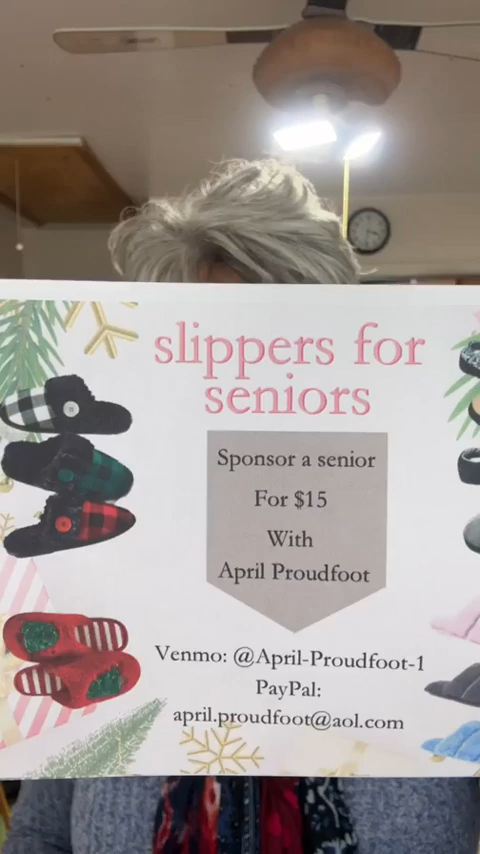 slippers for
seniors
Sponsor a senior
For $15
With
April Proudfoot
Venmo: @April-Proudfoot-1
PayPal:
april.proudfoot@aol.com